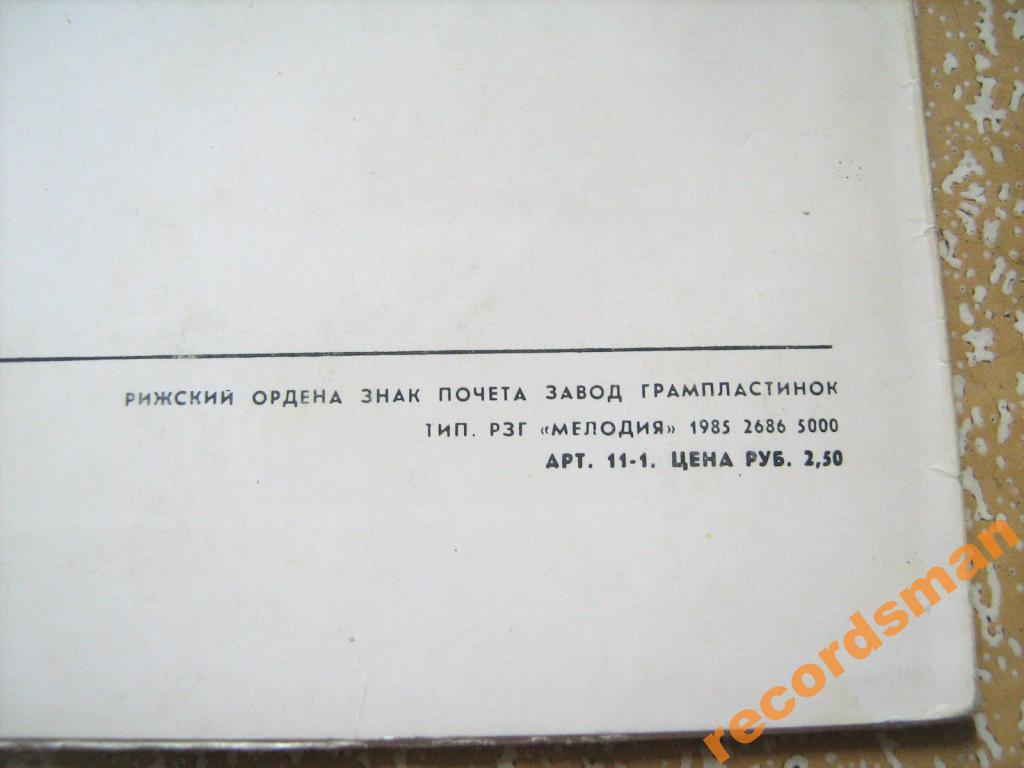 РИЖСКИЙ ОРДЕНА ЗНАК ПОЧЕТА ЗАВОД ГРАМПЛАСТИНОК
ТИП. РЗГ «МЕЛОДИЯ» 1985 2686 5000
АРТ. 11-1. ЦЕНА РУБ. 2,50
recordsman